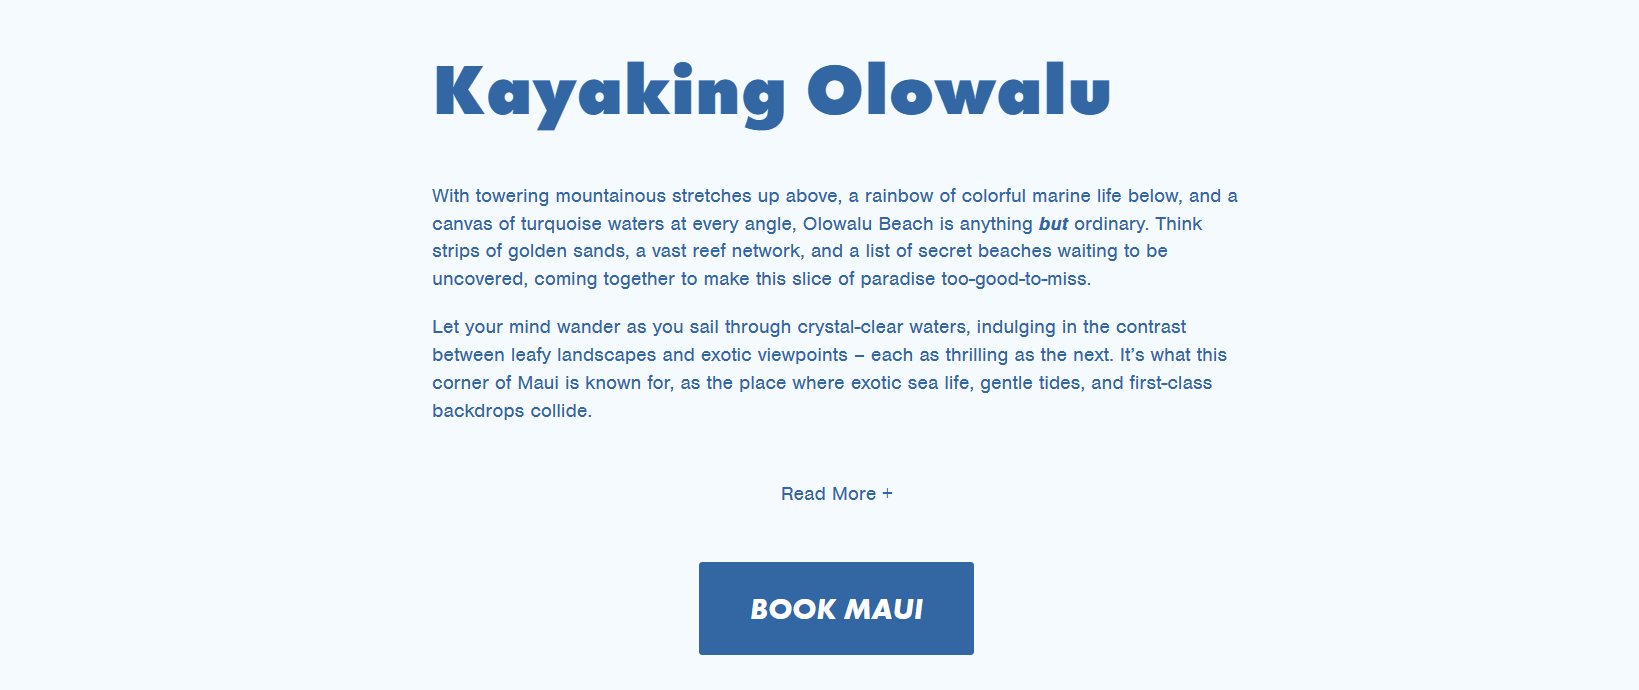 Kayaking Olowalu
With towering mountainous stretches up above, a rainbow of colorful marine life below, and a
canvas of turquoise waters at every angle, Olowalu Beach is anything but ordinary. Think
strips of golden sands, a vast reef network, and a list of secret beaches waiting to be
uncovered, coming together to make this slice of paradise too-good-to-miss.
Let your mind wander as you sail through crystal-clear waters, indulging in the contrast
between leafy landscapes and exotic viewpoints – each as thrilling as the next. It’s what this
corner of Maui is known for, as the place where exotic sea life, gentle tides, and first-class
backdrops collide.
Read More +
BOOK MAUI